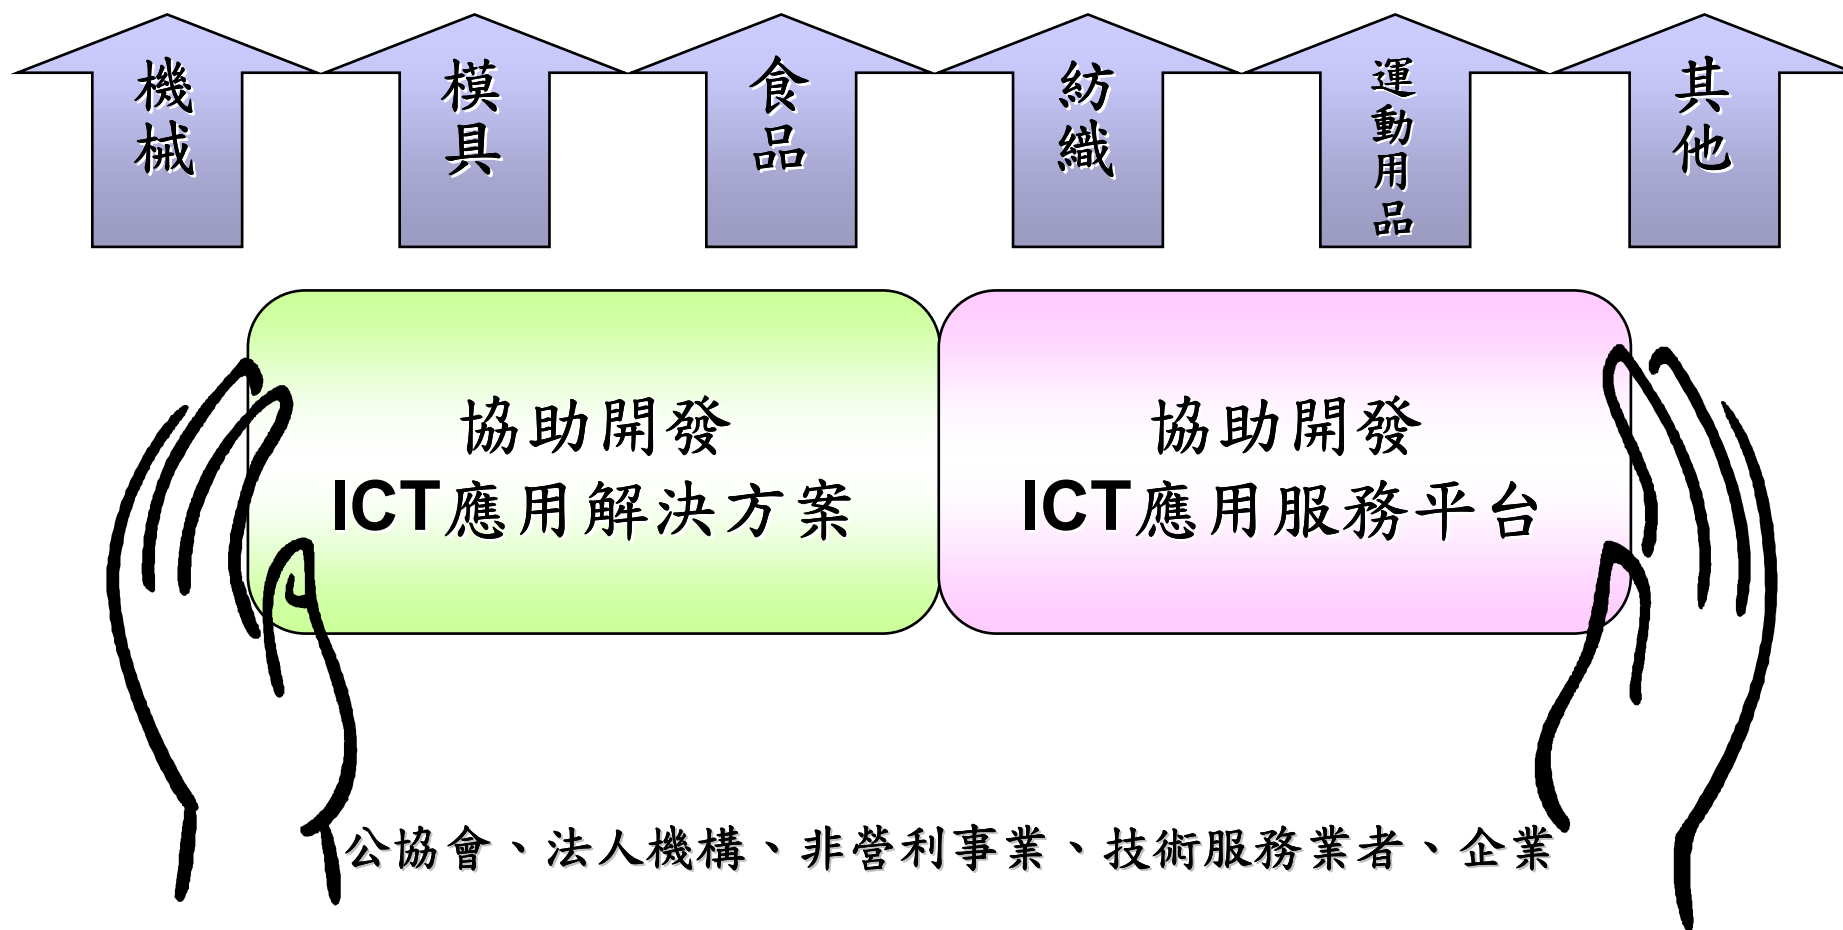 機械
模具
食品
紡織
運動用品
其他
協助開發
ICT應用解決方案
協助開發
ICT應用服務平台
公協會、法人機構、非營利事業、技術服務業者、企業